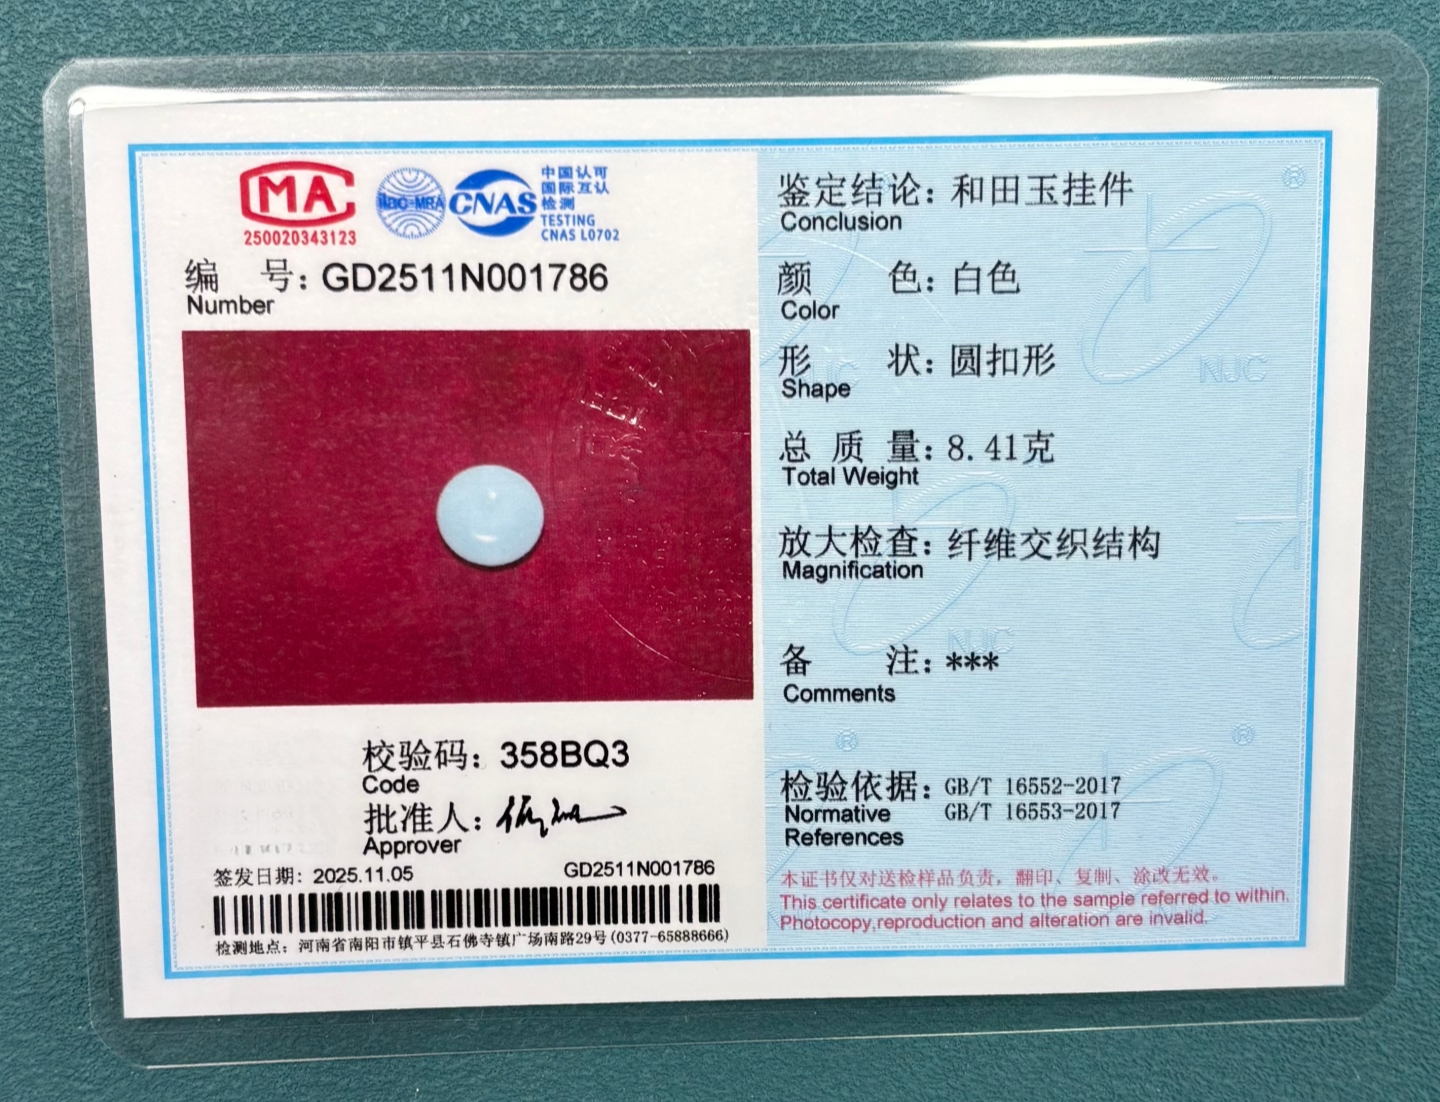 MA
250020343123
ilac-MRA
CNAS
中国认可
国际互认
检测
TESTING
CNAS L0702
编 号: GD2511N001786
Number
校验码: 358BQ3
Code
批准人:
Approver
签发日期: 2025.11.05
GD2511N001786
检测地点: 河南省南阳市镇平县石佛寺镇广场南路29号(0377-65888666)
鉴定结论: 和田玉挂件
Conclusion
颜 色: 白色
Color
形 状: 圆扣形
Shape
总 质 量: 8.41克
Total Weight
放大检查: 纤维交织结构
Magnification
备 注: ***
Comments
检验依据: GB/T 16552-2017
Normative GB/T 16553-2017
References
本证书仅对送检样品负责，翻印、复制、涂改无效。
This certificate only relates to the sample referred to within.
Photocopy,reproduction and alteration are invalid.
NJC
NJC